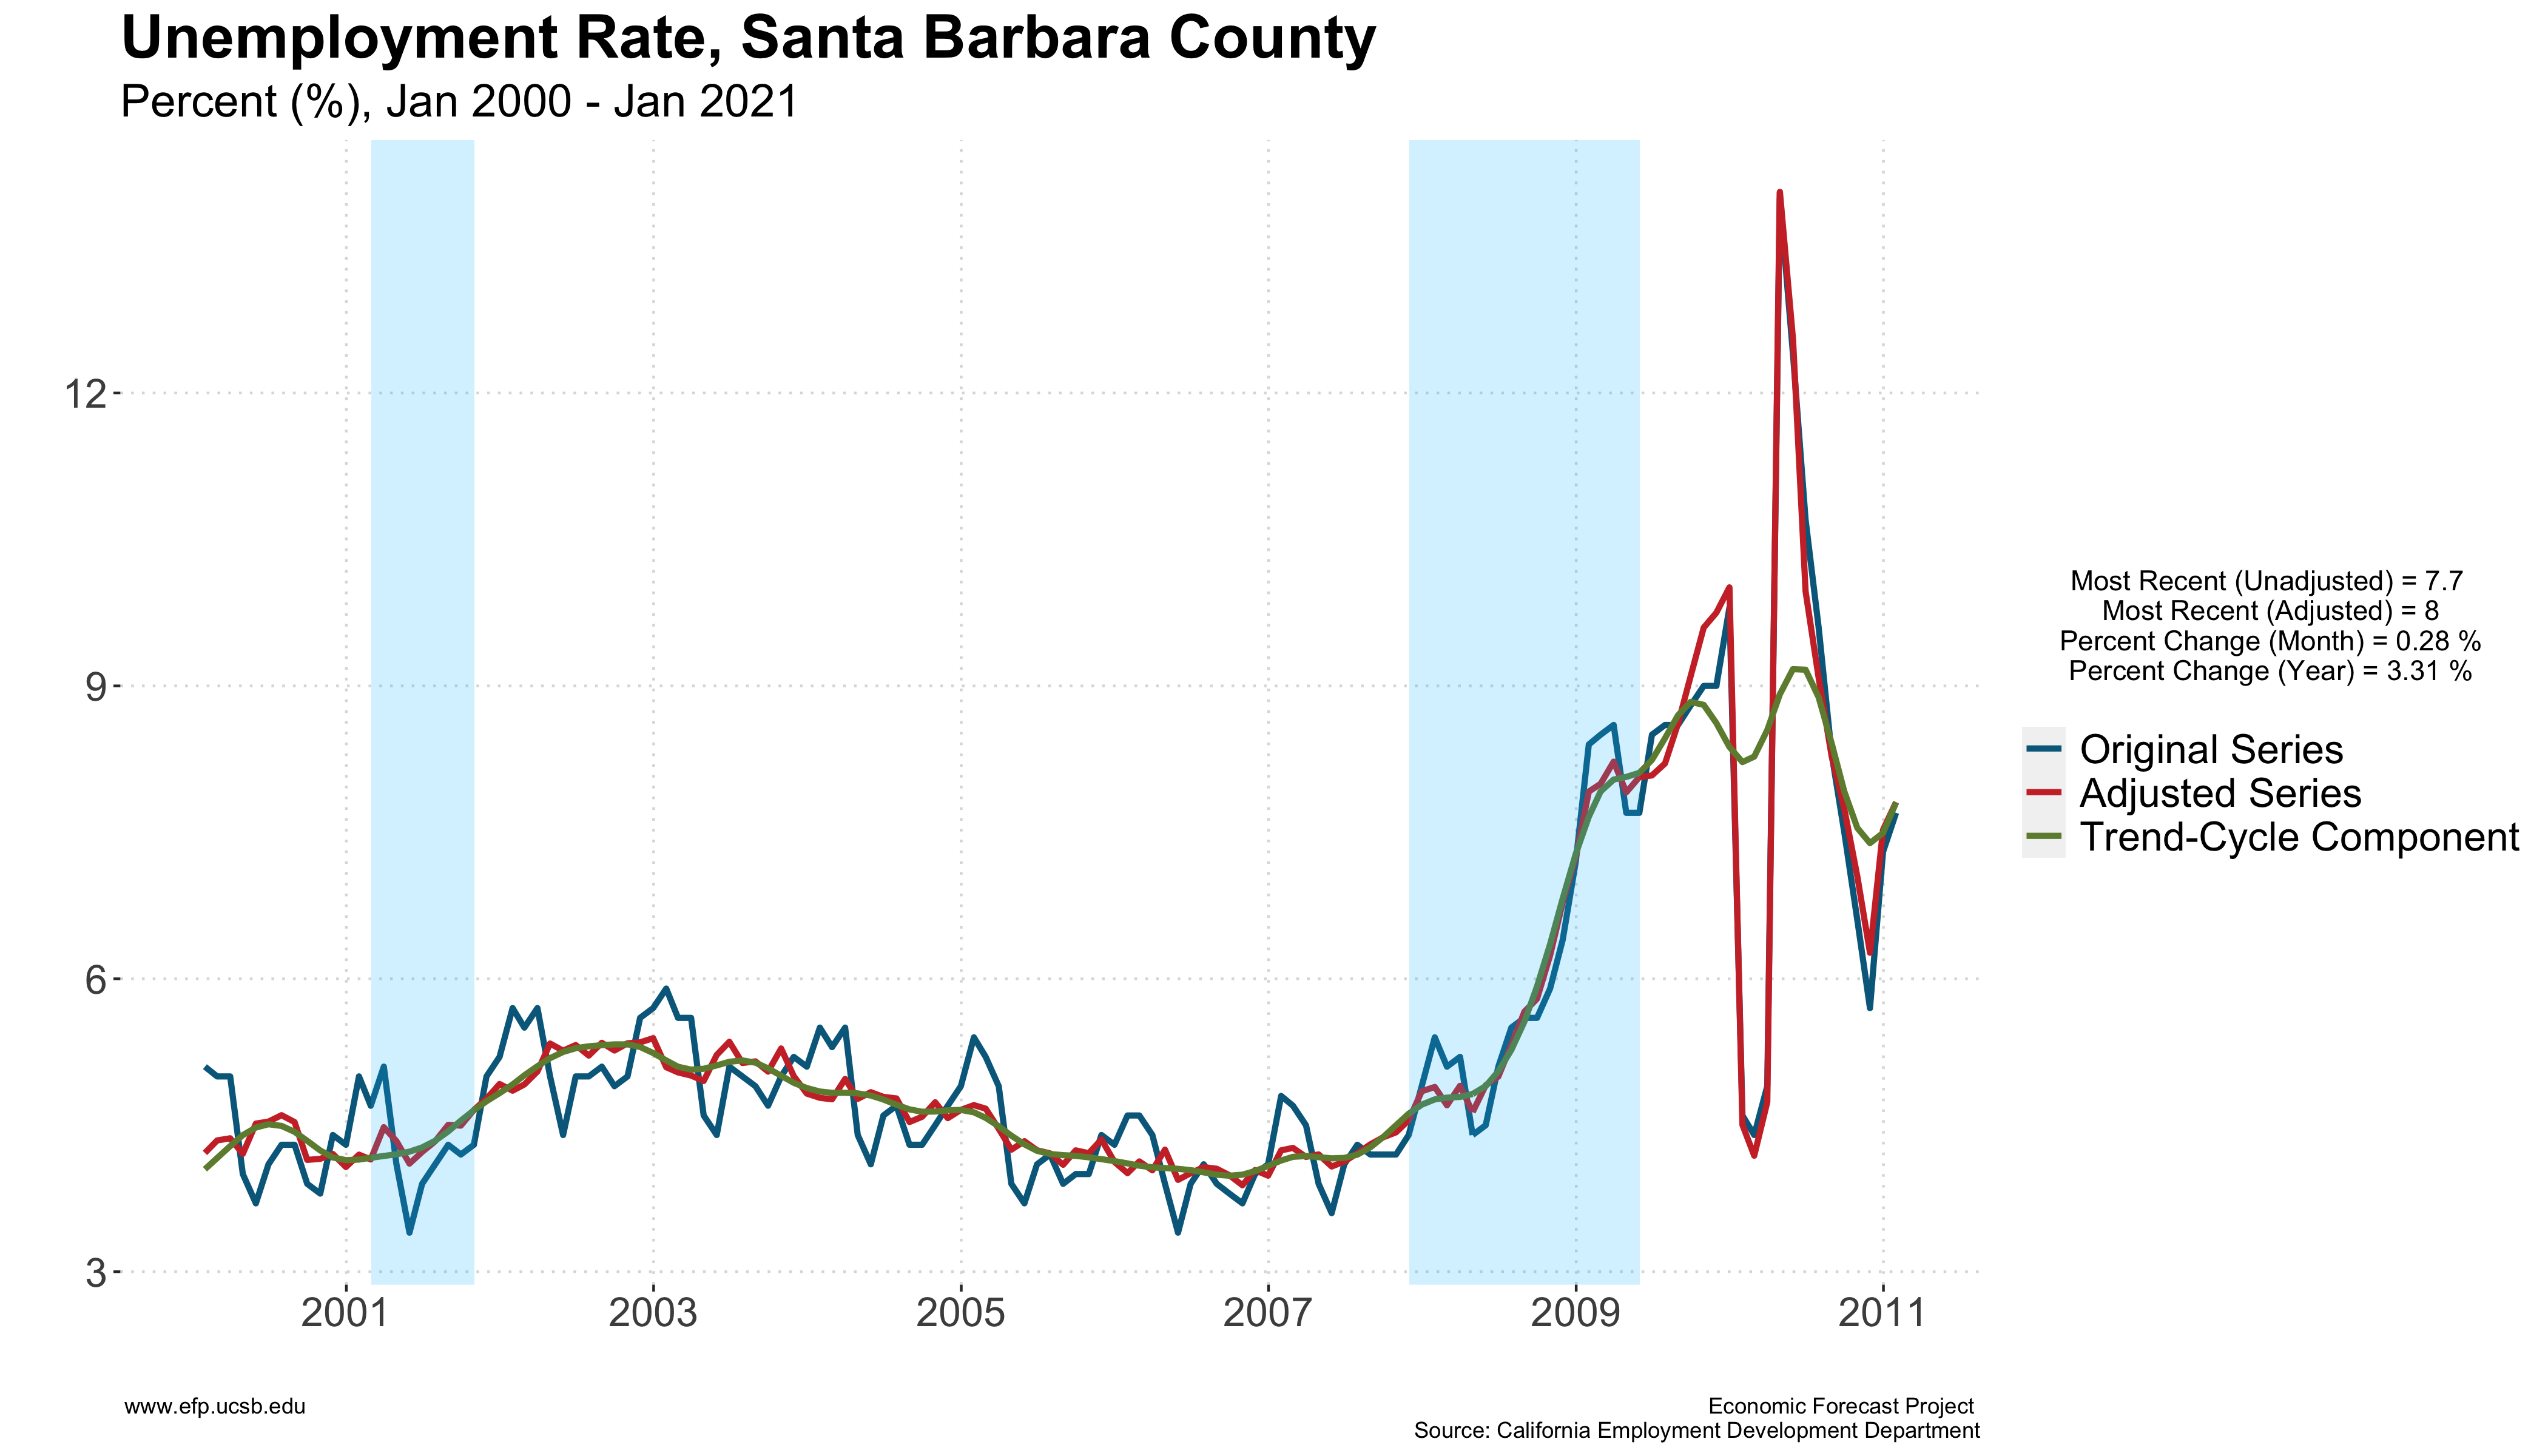 Unemployment Rate, Santa Barbara County
Percent (%), Jan 2000 - Jan 2021
12
9
6
3
2001
2003
2005
2007
2009
2011
Most Recent (Unadjusted) = 7.7
Most Recent (Adjusted) = 8
Percent Change (Month) = 0.28 %
Percent Change (Year) = 3.31 %
Original Series
Adjusted Series
Trend-Cycle Component
www.efp.ucsb.edu
Economic Forecast Project
Source: California Employment Development Department